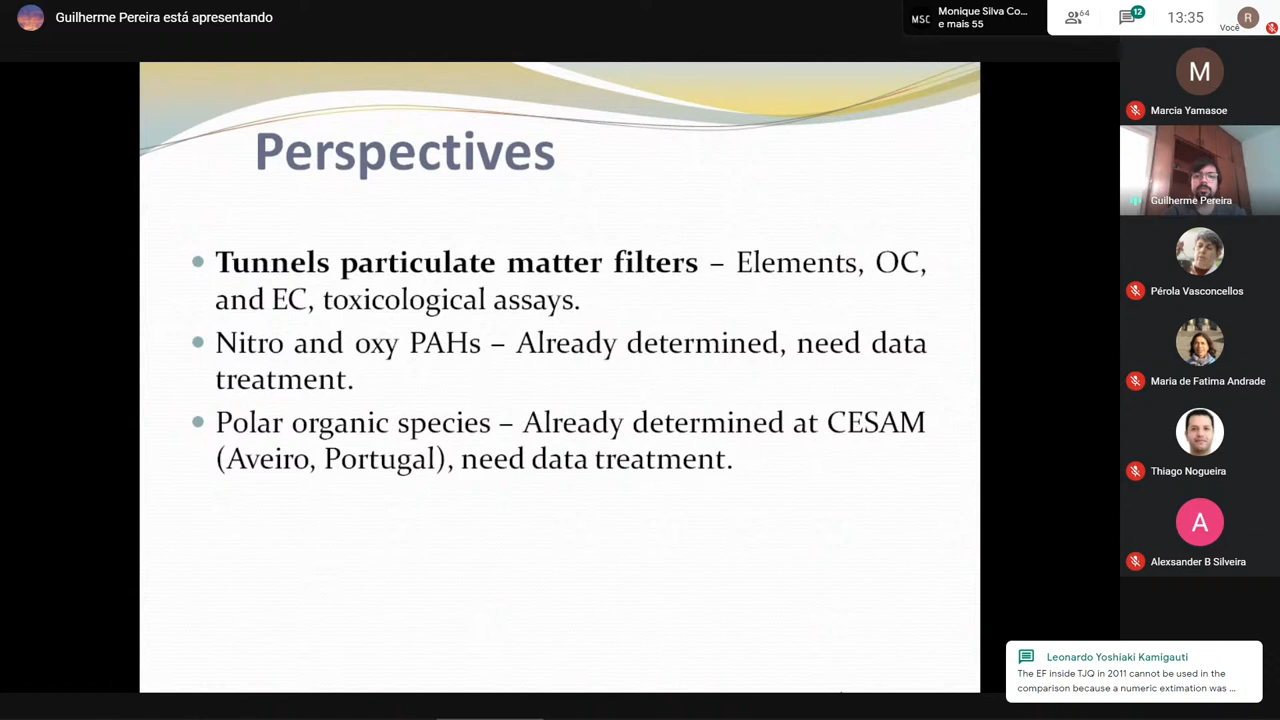 Guilherme Pereira está apresentando
MSC
Monique Silva Co...
e mais 55
64
12
13:35
Você
R
Perspectives
Tunnels particulate matter filters – Elements, OC,
and EC, toxicological assays.
Nitro and oxy PAHs – Already determined, need data
treatment.
Polar organic species – Already determined at CESAM
(Aveiro, Portugal), need data treatment.
M
Marcia Yamasoe
Guilherme Pereira
Pérola Vasconcellos
Maria de Fatima Andrade
Thiago Nogueira
A
Alexsander B Silveira
Leonardo Yoshiaki Kamigauti
The EF inside TJQ in 2011 cannot be used in the
comparison because a numeric extimation was ...